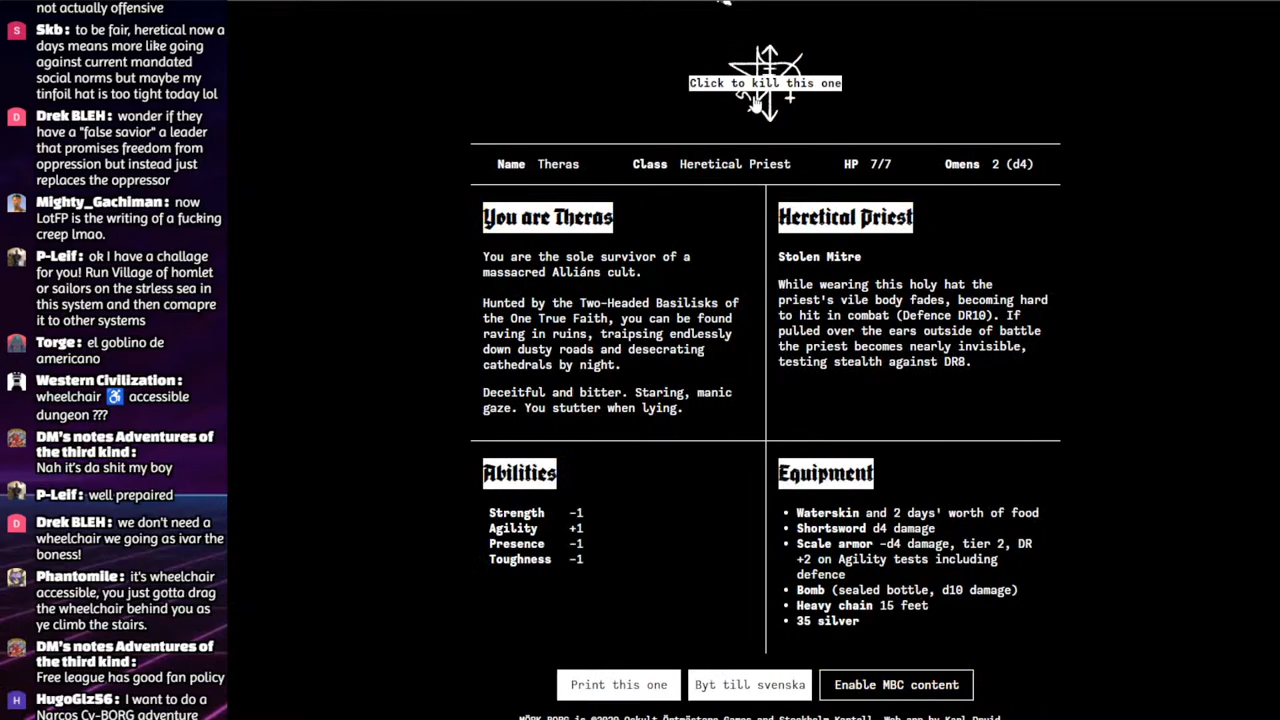 not actually offensive
S Skb: to be fair, heretical now a
days means more like going
against current mandated
social norms but maybe my
tinfoil hat is too tight today lol
D Drek BLEH: wonder if they
have a "false savior" a leader
that promises freedom from
oppression but instead just
replaces the oppressor
Mighty_Gachiman: now
LotFP is the writing of a fucking
creep lmao.
P-Leif: ok I have a challage
for you! Run Village of homlet
or sailors on the strless sea in
this system and then comapre
it to other systems
Torge: el goblino de
americano
Western Civilization:
wheelchair ♿ accessible
dungeon ???
DM's notes Adventures of
the third kind:
Nah it's da shit my boy
P-Leif: well prepaired
D Drek BLEH: we don't need a
wheelchair we going as ivar the
boness!
Phantomile: it's wheelchair
accessible, you just gotta drag
the wheelchair behind you as
ye climb the stairs.
DM's notes Adventures of
the third kind:
Free league has good fan policy
H HugoGlz56: I want to do a
Narcos Cy-BORG adventure
Click to kill this one
Name Theras Class Heretical Priest HP 7/7 Omens 2 (d4)
You are Theras
You are the sole survivor of a
massacred Alliáns cult.
Hunted by the Two-Headed Basilisks of
the One True Faith, you can be found
raving in ruins, traipsing endlessly
down dusty roads and desecrating
cathedrals by night.
Deceitful and bitter. Staring, manic
gaze. You stutter when lying.
Heretical Priest
Stolen Mitre
While wearing this holy hat the
priest's vile body fades, becoming hard
to hit in combat (Defence DR10). If
pulled over the ears outside of battle
the priest becomes nearly invisible,
testing stealth against DR8.
Abilities
Strength -1
Agility +1
Presence -1
Toughness -1
Equipment
• Waterskin and 2 days' worth of food
• Shortsword d4 damage
• Scale armor -d4 damage, tier 2, DR
+2 on Agility tests including
defence
• Bomb (sealed bottle, d10 damage)
• Heavy chain 15 feet
• 35 silver
Print this one
Byt till svenska
Enable MBC content
MÖRK BORG is ©2020 Ockult Örtmästare Games and Stockholm Kartell. Web app by Karl Druid